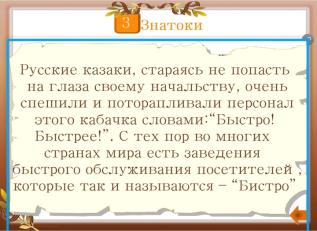 3 Знатоки
Русские казаки, стараясь не попасть
на глаза своему начальству, очень
спешили и поторапливали персонал
этого кабачка словами:“Быстро!
Быстрее!”. С тех пор во многих
странах мира есть заведения
быстрого обслуживания посетителей ,
которые так и называются – “Бистро”